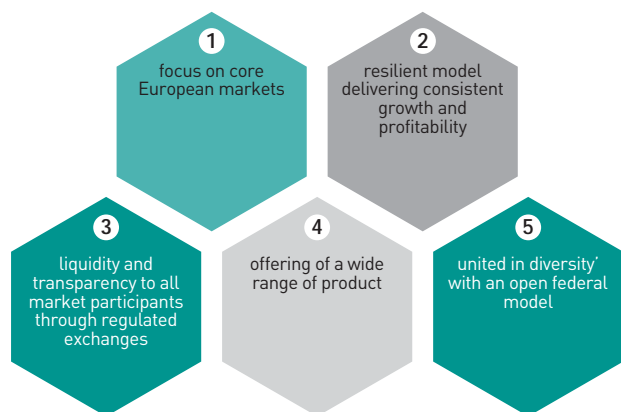 1
focus on core
European markets
2
resilient model
delivering consistent
growth and
profitability
3
liquidity and
transparency to all
market participants
through regulated
exchanges
4
offering of a wide
range of product
5
united in diversity’
with an open federal
model